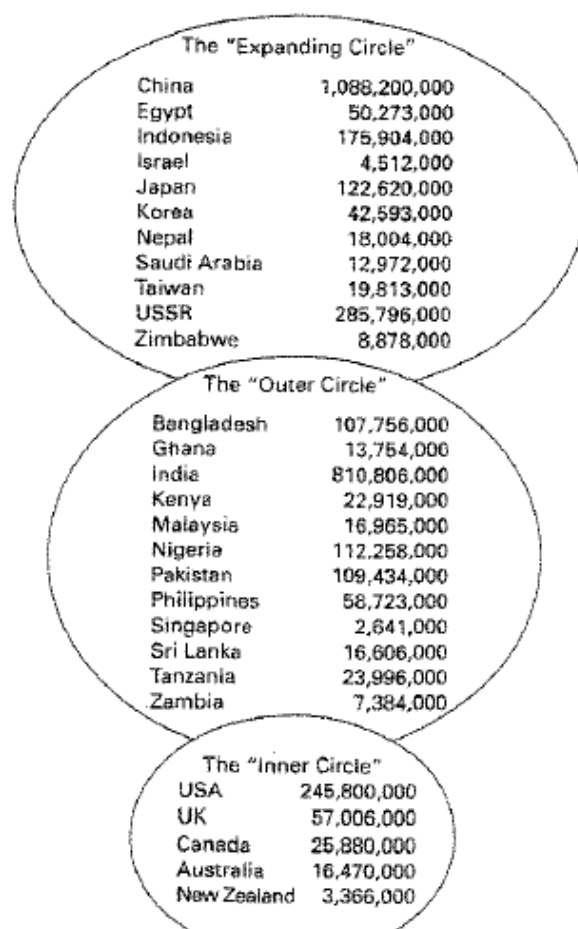 The "Expanding Circle"
China 1,088,200,000
Egypt 50,273,000
Indonesia 175,904,000
Israel 4,512,000
Japan 122,620,000
Korea 42,593,000
Nepal 18,004,000
Saudi Arabia 12,972,000
Taiwan 19,813,000
USSR 285,796,000
Zimbabwe 8,878,000
The "Outer Circle"
Bangladesh 107,756,000
Ghana 13,754,000
India 810,806,000
Kenya 22,919,000
Malaysia 16,965,000
Nigeria 112,258,000
Pakistan 109,434,000
Philippines 58,723,000
Singapore 2,641,000
Sri Lanka 16,606,000
Tanzania 23,996,000
Zambia 7,384,000
The "Inner Circle"
USA 245,800,000
UK 57,006,000
Canada 25,880,000
Australia 16,470,000
New Zealand 3,366,000